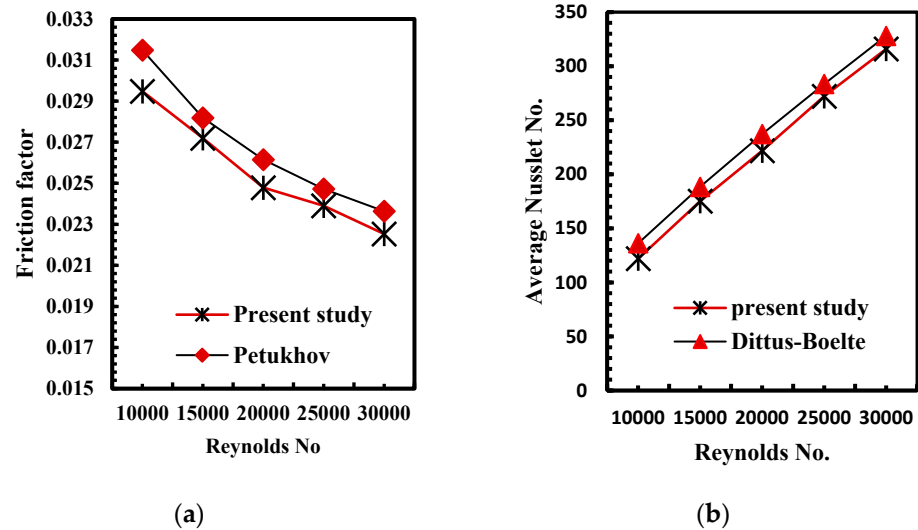 0.033
0.031
0.029
0.027
0.025
0.023
0.021
0.019
0.017
0.015
Friction factor
Present study
Petukhov
10000 15000 20000 25000 30000
Reynolds No
(a)
350
300
250
200
150
100
50
0
Average Nusslet No.
present study
Dittus-Boelte
10000 15000 20000 25000 30000
Reynolds No.
(b)